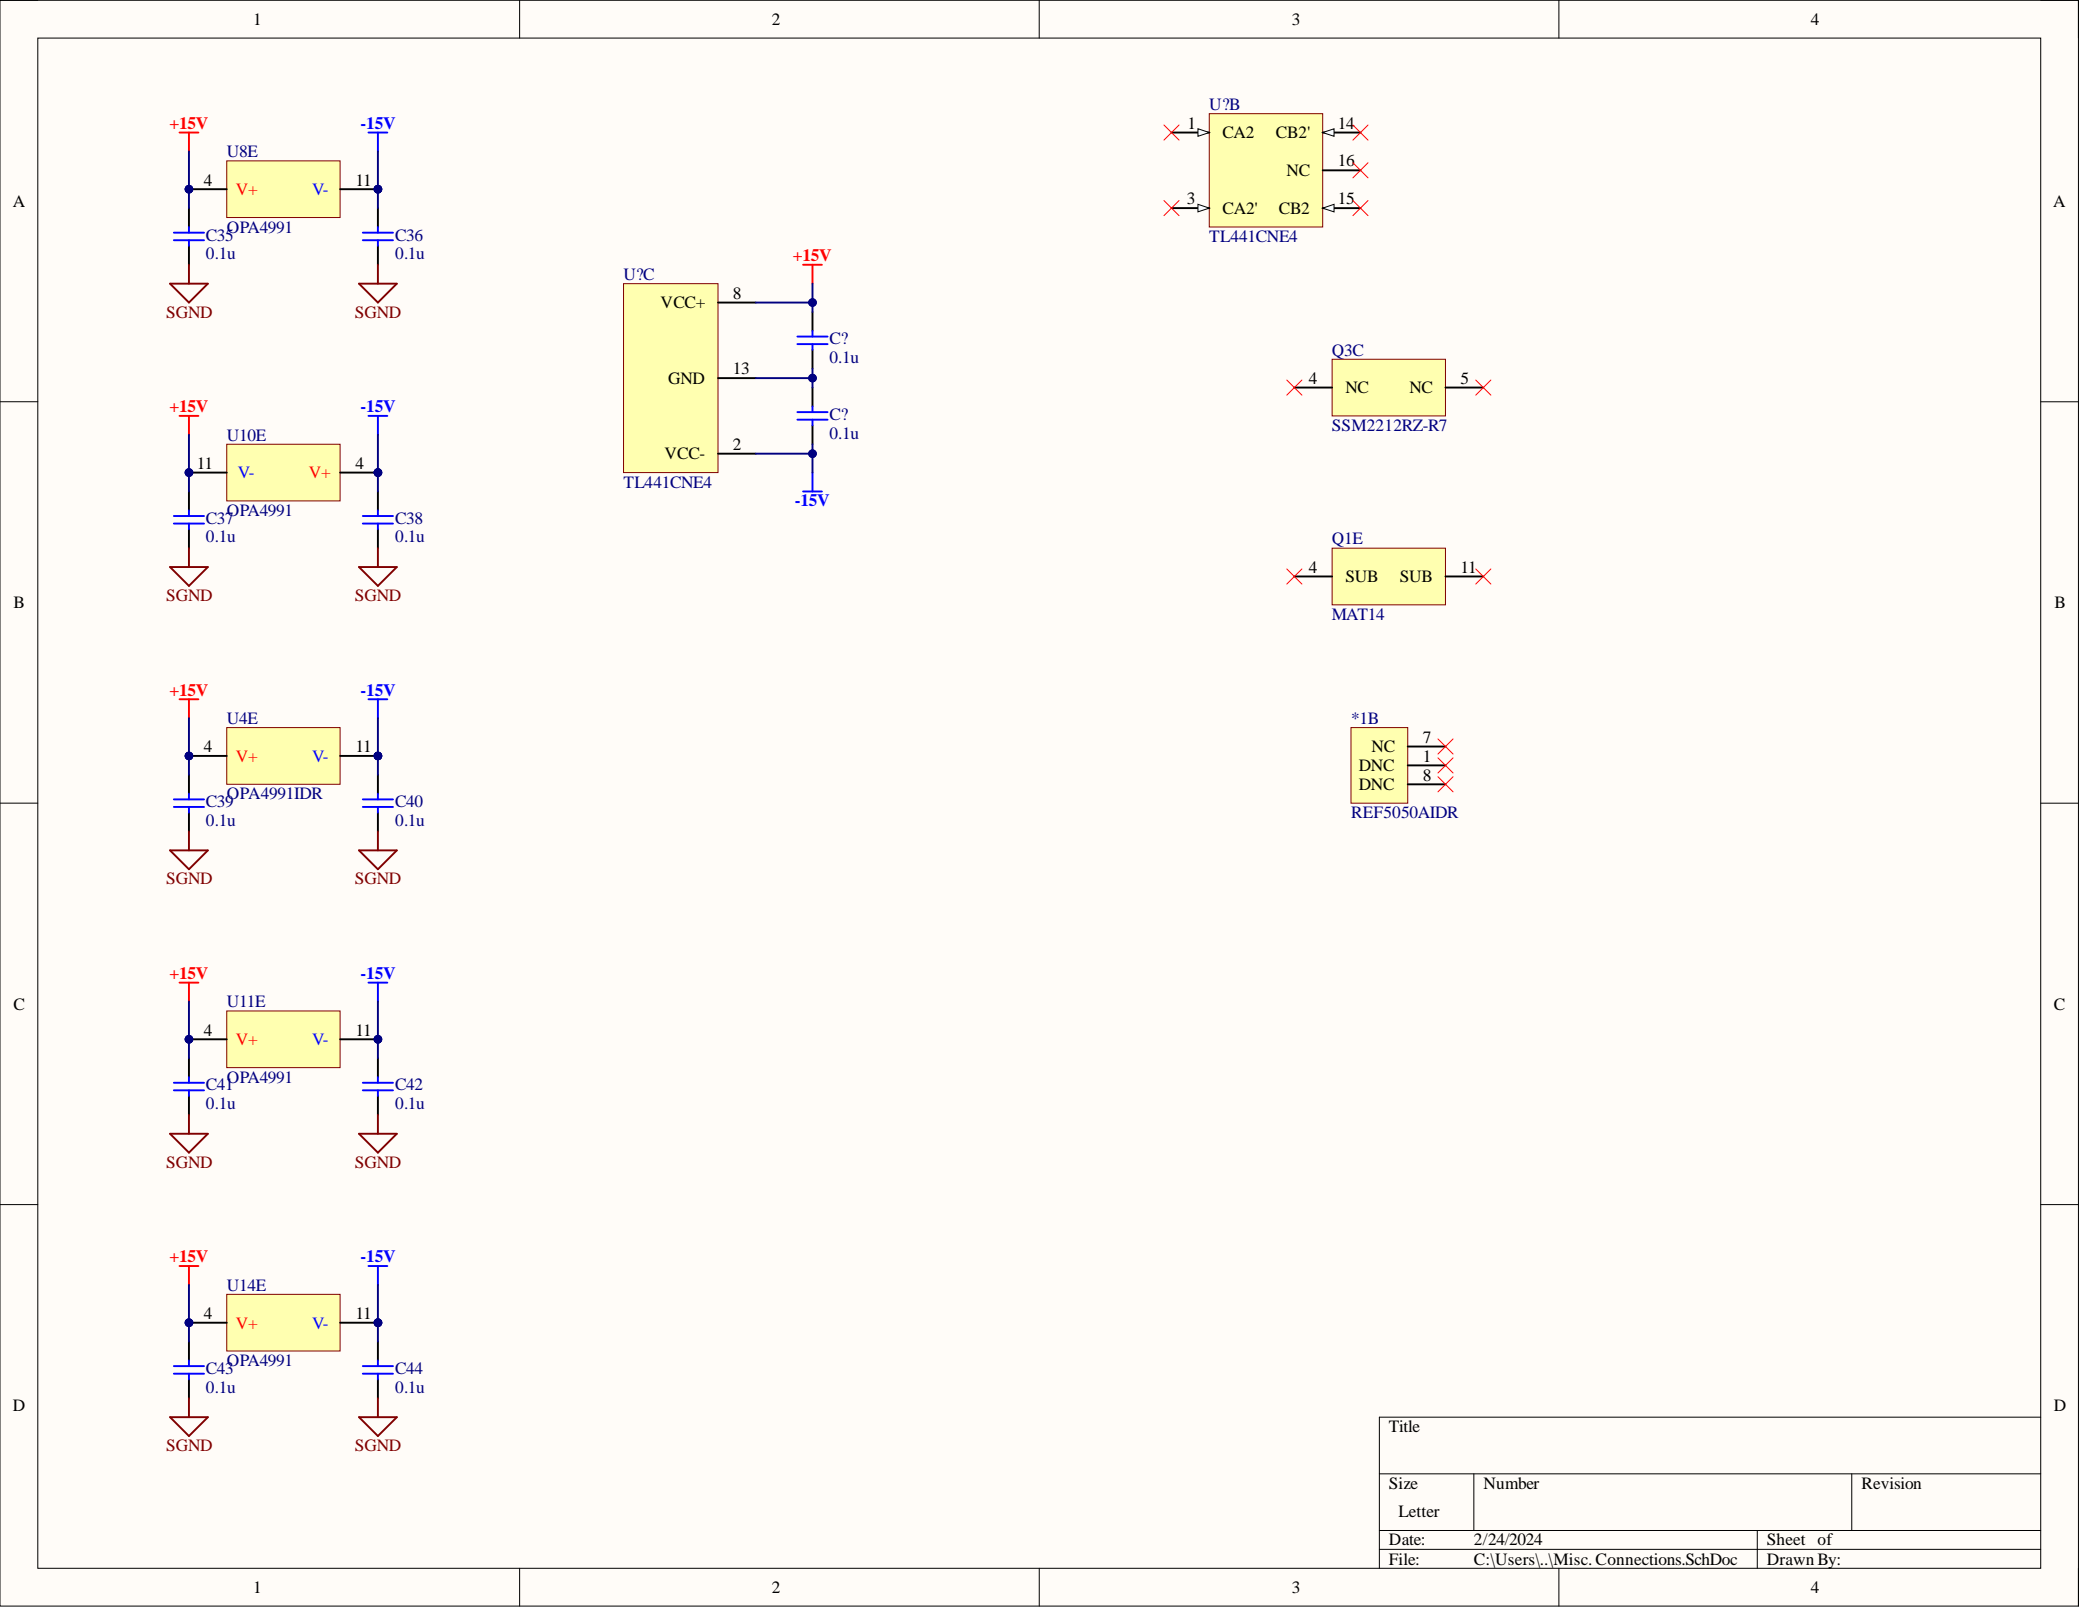 1 2 3 4
A A
B B
C C
D D
+15V -15V
U8E
4 V+ V- 11
OPA4991
C35 0.1u
C36 0.1u
SGND SGND
+15V -15V
U10E
11 V- V+ 4
OPA4991
C37 0.1u
C38 0.1u
SGND SGND
+15V -15V
U4E
4 V+ V- 11
OPA4991IDR
C39 0.1u
C40 0.1u
SGND SGND
+15V -15V
U11E
4 V+ V- 11
OPA4991
C41 0.1u
C42 0.1u
SGND SGND
+15V -15V
U14E
4 V+ V- 11
OPA4991
C43 0.1u
C44 0.1u
SGND SGND
+15V
U?C
VCC+ 8
C?
0.1u
GND 13
C?
0.1u
VCC- 2
TL441CNE4
-15V
U?B
1 CA2 CB2' 14
NC 16
3 CA2' CB2 15
TL441CNE4
Q3C
4 NC NC 5
SSM2212RZ-R7
Q1E
4 SUB SUB 11
MAT14
*1B
NC 7
DNC 1
DNC 8
REF5050AIDR
Title
Size Number Revision
Letter
Date: 2/24/2024 Sheet of
File: C:\Users\..\Misc. Connections.SchDoc Drawn By:
1 2 3 4